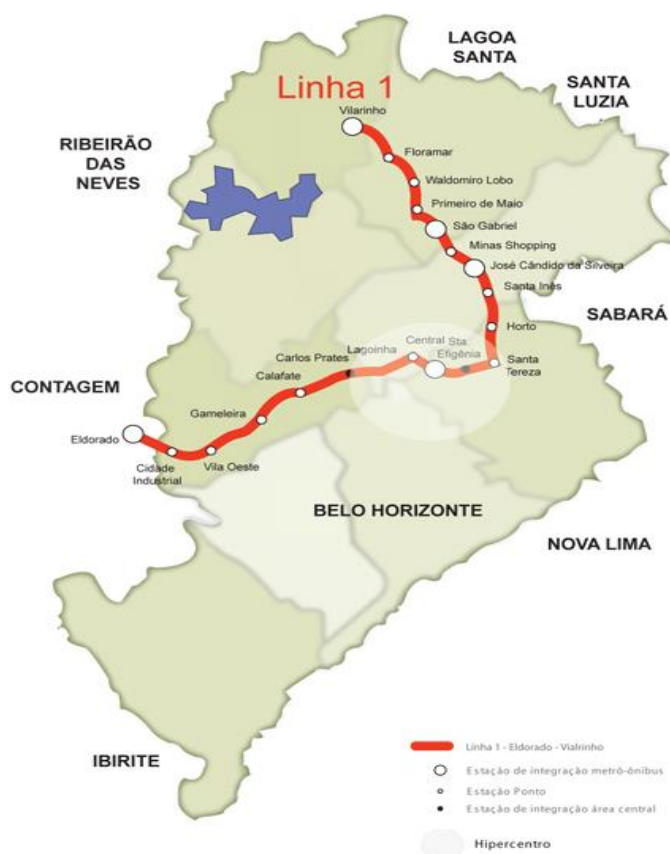 LAGOA
SANTA
SANTA
LUZIA
Linha 1
Vilarinho
RIBEIRÃO
DAS
NEVES
Floramar
Waldomiro Lobo
Primeiro de Maio
São Gabriel
Minas Shopping
José Cândido da Silveira
Santa Inês
SABARÁ
Horto
Central
Sta.
Efigênia
Lagoinha
Carlos Prates
Santa
Tereza
Calafate
CONTAGEM
Gameleira
Eldorado
Cidade
Industrial
Vila Oeste
BELO HORIZONTE
NOVA LIMA
IBIRITE
Linha 1 - Eldorado - Vialrinho
Estação de integração metrô-ônibus
Estação Ponto
Estação de integração área central
Hipercentro